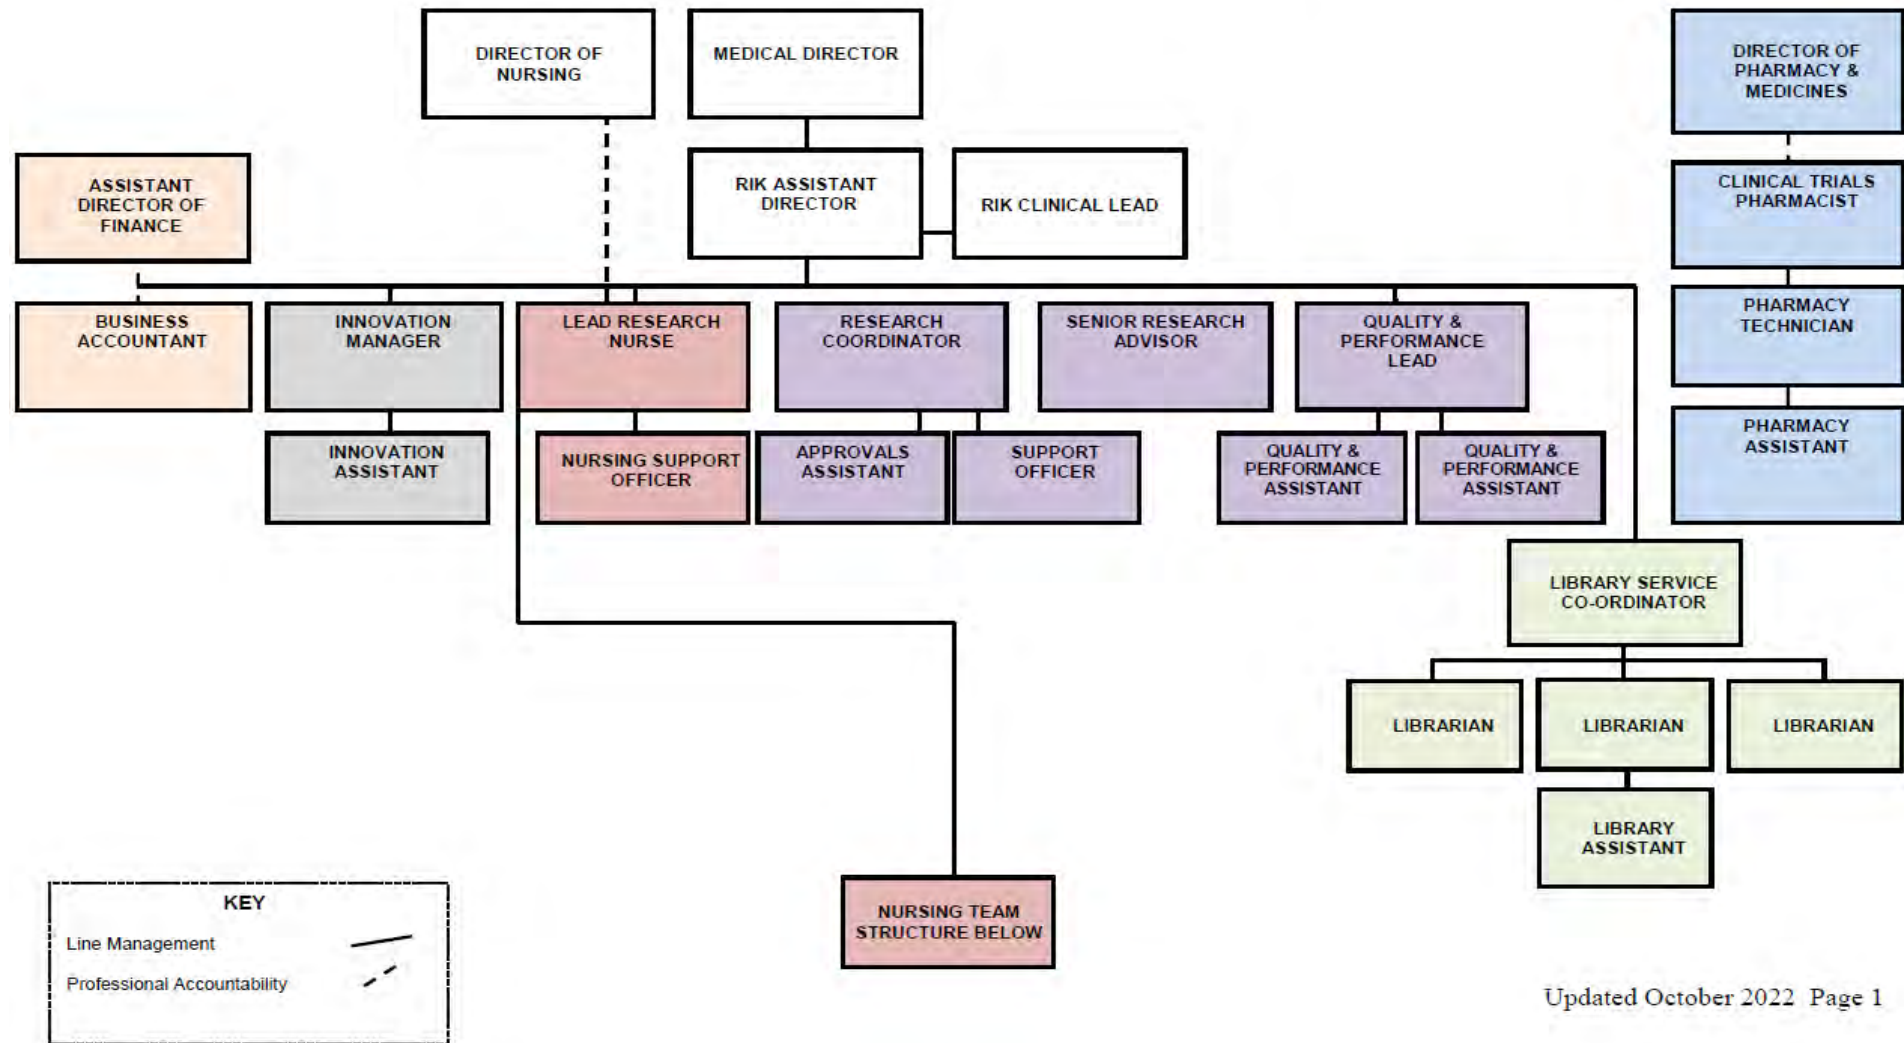 DIRECTOR OF
NURSING
MEDICAL DIRECTOR
DIRECTOR OF
PHARMACY &
MEDICINES
ASSISTANT
DIRECTOR OF
FINANCE
RIK ASSISTANT
DIRECTOR
RIK CLINICAL LEAD
CLINICAL TRIALS
PHARMACIST
BUSINESS
ACCOUNTANT
INNOVATION
MANAGER
LEAD RESEARCH
NURSE
RESEARCH
COORDINATOR
SENIOR RESEARCH
ADVISOR
QUALITY &
PERFORMANCE
LEAD
PHARMACY
TECHNICIAN
INNOVATION
ASSISTANT
NURSING SUPPORT
OFFICER
APPROVALS
ASSISTANT
SUPPORT
OFFICER
QUALITY &
PERFORMANCE
ASSISTANT
QUALITY &
PERFORMANCE
ASSISTANT
PHARMACY
ASSISTANT
LIBRARY SERVICE
CO-ORDINATOR
LIBRARIAN
LIBRARIAN
LIBRARIAN
LIBRARY
ASSISTANT
NURSING TEAM
STRUCTURE BELOW
KEY
Line Management
Professional Accountability
Updated October 2022 Page 1